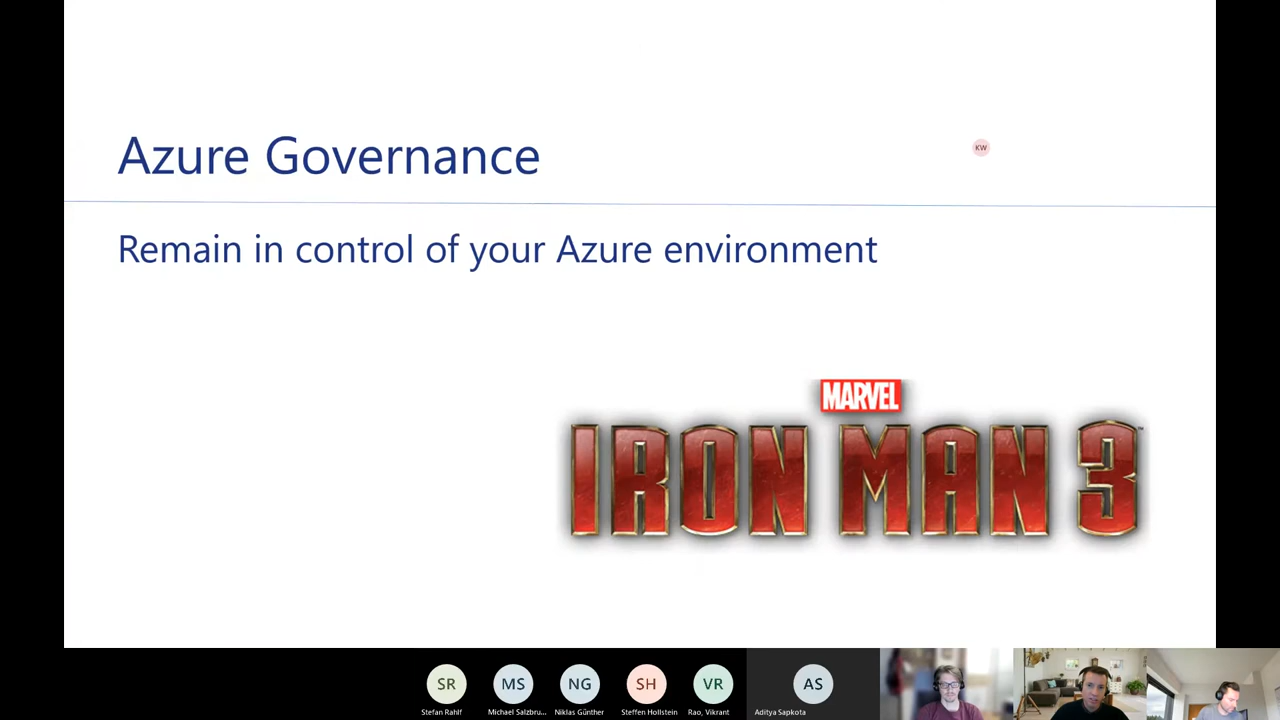 Azure Governance
KW
Remain in control of your Azure environment
MARVEL
IRON MAN 3
™
SR
MS
NG
SH
VR
AS
Stefan Rahlf
Michael Salzbru...
Niklas Günther
Steffen Hollstein
Rao, Vikrant
Aditya Sapkota